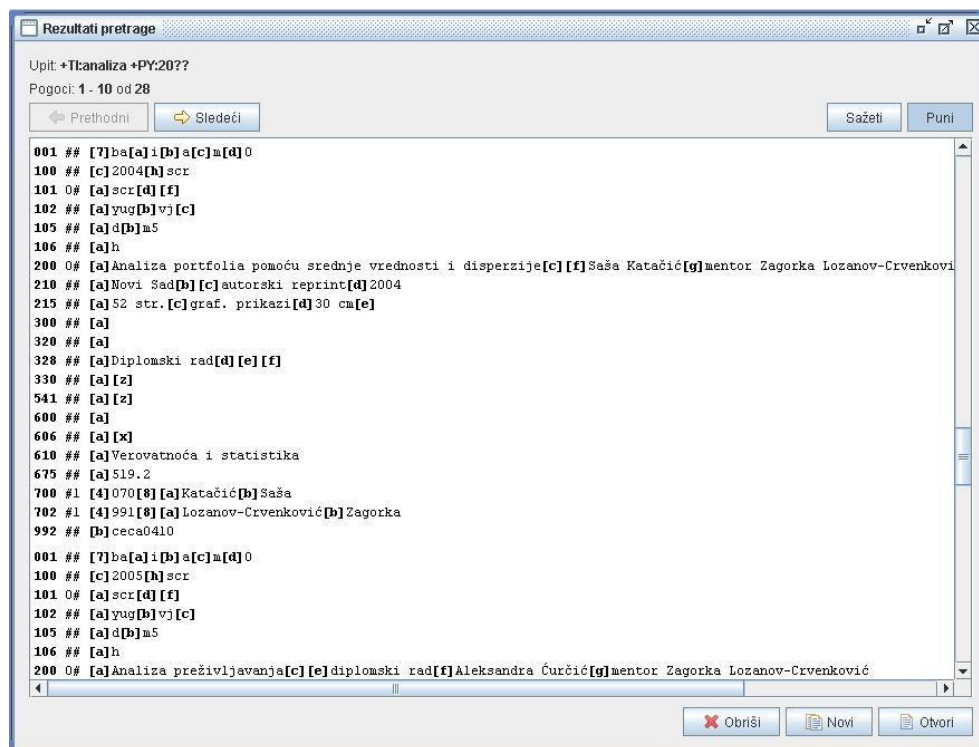 Rezultati pretrage
Upit: +TI:analiza +PY:20??
Pogoci: 1 - 10 od 28
Prethodni Sledeći Sažeti Puni
001 ## [7]ba[a]i[b]a[c]m[d]0
100 ## [c]2004[h]scr
101 0# [a]scr[d][f]
102 ## [a]yug[b]vj[c]
105 ## [a]d[b]m5
106 ## [a]h
200 0# [a]Analiza portfolia pomoću srednje vrednosti i disperzije[c][f]Saša Katačić[g]mentor Zagorka Lozanov-Crvenkovi
210 ## [a]Novi Sad[b][c]autorski reprint[d]2004
215 ## [a]52 str.[c]graf. prikazi[d]30 cm[e]
300 ## [a]
320 ## [a]
328 ## [a]Diplomski rad[d][e][f]
330 ## [a][z]
541 ## [a][z]
600 ## [a]
606 ## [a][x]
610 ## [a]Verovatnoća i statistika
675 ## [a]519.2
700 #1 [4]070[8][a]Katačić[b]Saša
702 #1 [4]991[8][a]Lozanov-Crvenković[b]Zagorka
992 ## [b]ceca0410
001 ## [7]ba[a]i[b]a[c]m[d]0
100 ## [c]2005[h]scr
101 0# [a]scr[d][f]
102 ## [a]yug[b]vj[c]
105 ## [a]d[b]m5
106 ## [a]h
200 0# [a]Analiza preživljavanja[c][e]diplomski rad[f]Aleksandra Ćurčić[g]mentor Zagorka Lozanov-Crvenković
Obriši Novi Otvori